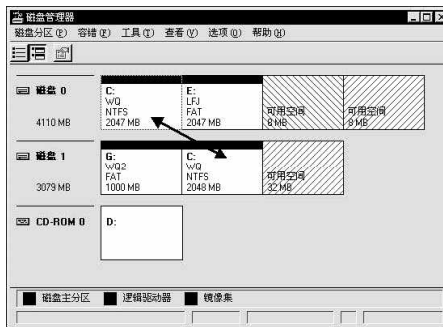 磁盘管理器
磁盘分区(P) 容错(F) 工具(T) 查看(V) 选项(O) 帮助(H)
磁盘 0
4110 MB
C:
WQ
NTFS
2047 MB
E:
LFJ
FAT
2047 MB
可用空间
8 MB
可用空间
8 MB
磁盘 1
3079 MB
G:
WQ2
FAT
1000 MB
C:
WQ
NTFS
2048 MB
可用空间
32 MB
CD-ROM 0
D:
磁盘主分区 逻辑驱动器 镜像集